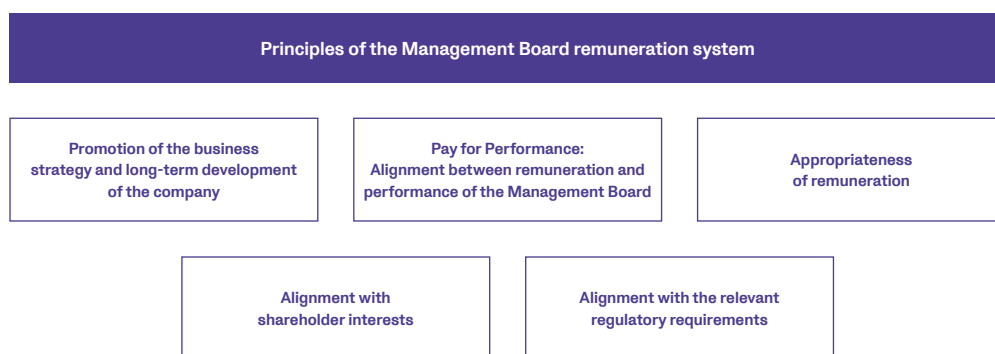 Principles of the Management Board remuneration system
Promotion of the business
strategy and long-term development
of the company
Pay for Performance:
Alignment between remuneration and
performance of the Management Board
Appropriateness
of remuneration
Alignment with
shareholder interests
Alignment with the relevant
regulatory requirements